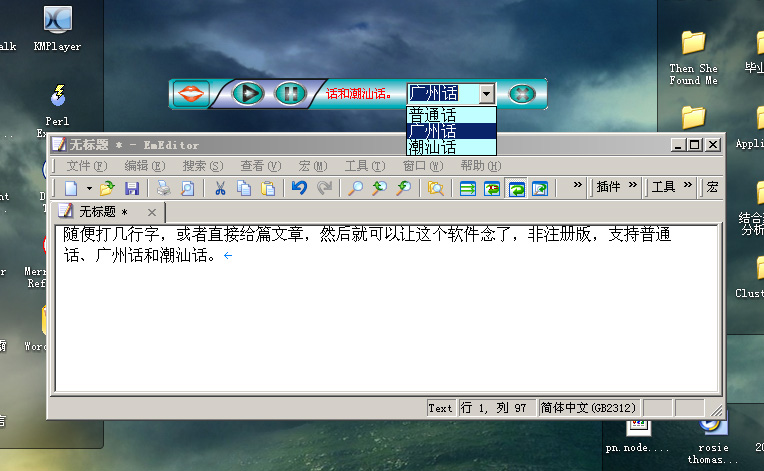 alk
KMPlayer
Then She
Found Me
毕业
话和潮汕话。
广州话
普通话
广州话
潮汕话
Perl
无标题 * - EmEditor
Appli
文件(F) 编辑(E) 搜索(S) 查看(V) 宏(M) 工具(T) 窗口(W) 帮助(H)
插件 » 工具 » 宏
无标题 *
随便打几行字，或者直接给篇文章，然后就可以让这个软件念了，非注册版，支持普通
话、广州话和潮汕话。
结合
分析
Clust
Text 行 1, 列 97 简体中文(GB2312)
pn.node....
rosie
thomas...